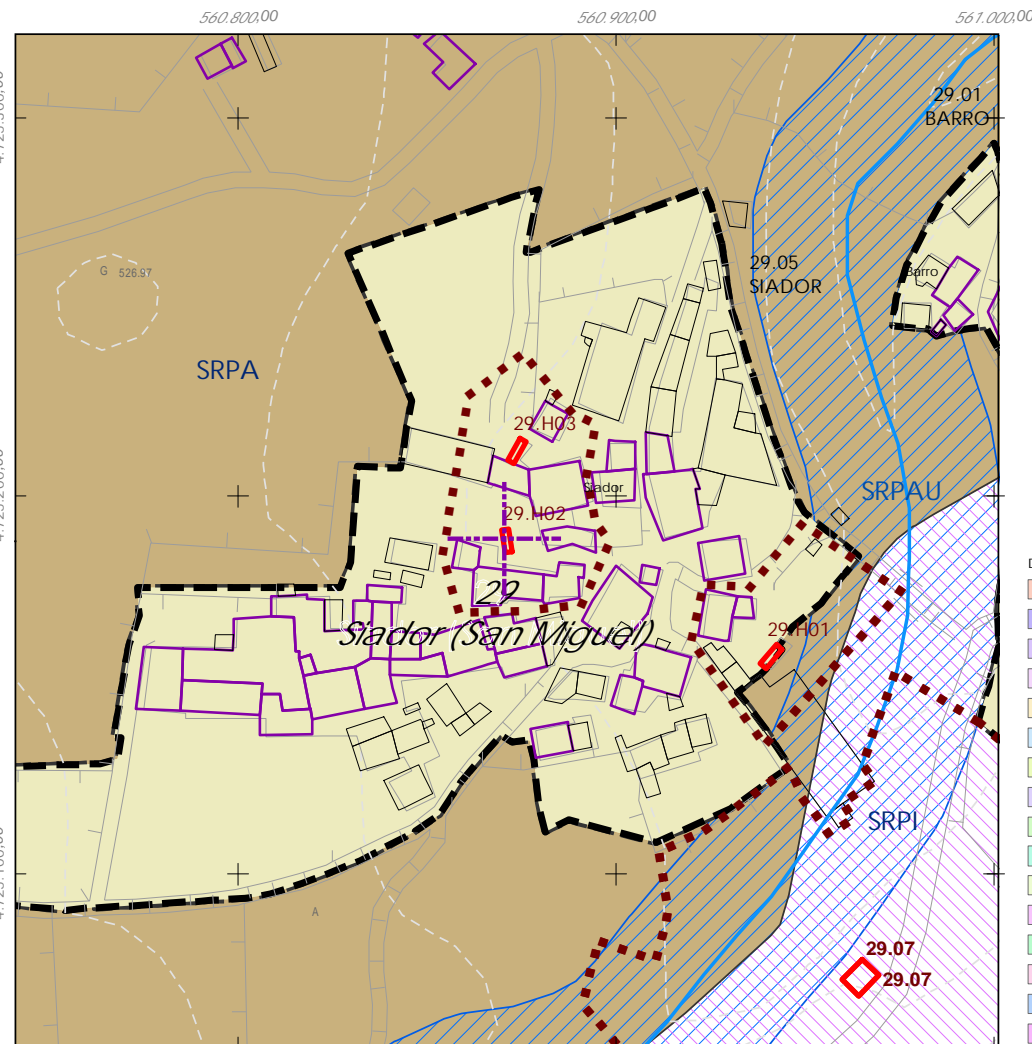 560.800,00
560.900,00
561.000,00
29.01
BARRO
29.05
SIADOR
G 526.97
Barro
SRPA
29.H03
Siador
SRPAU
29.H02
22
Siador (San Miguel)
29.H01
SRPI
A
29.07
29.07